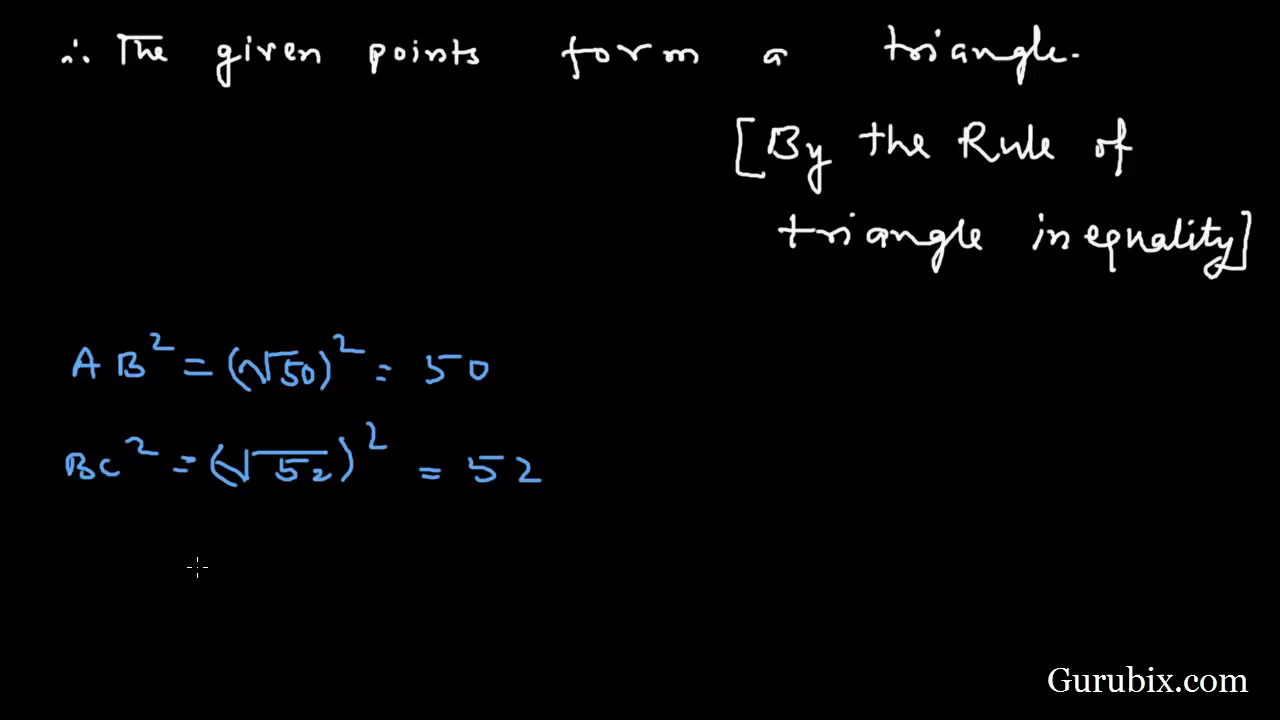 ∴ The given points form a triangle.
[By the Rule of
triangle inequality]
AB² = (√50)² = 50
BC² = (√52)² = 52
Gurubix.com